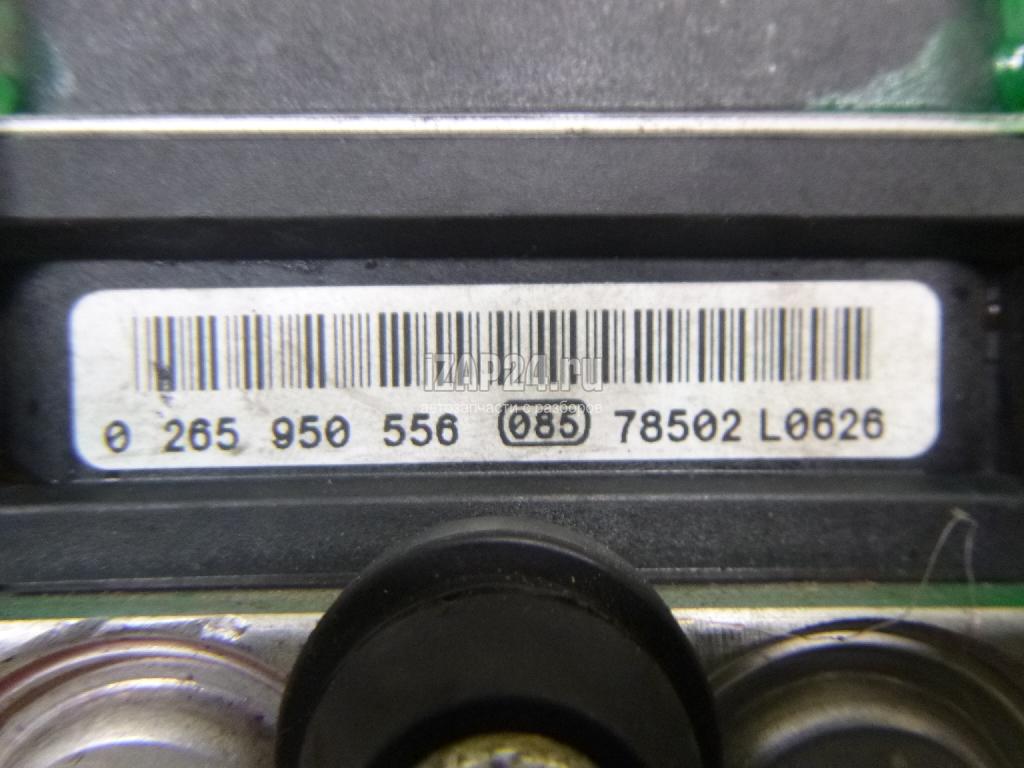 iZAP24.ru
автозапчасти с разборов
0 265 950 556 085 78502 L0626